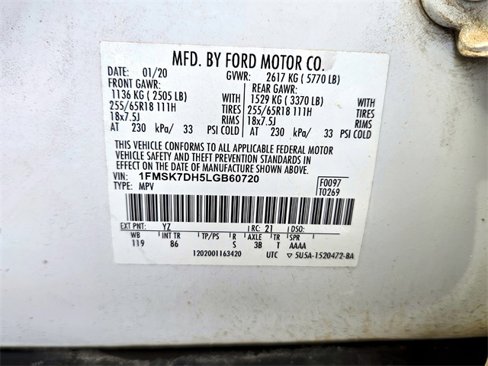 MFD. BY FORD MOTOR CO.
DATE: 01/20 GVWR: 2617 KG ( 5770 LB)
FRONT GAWR: REAR GAWR:
1136 KG ( 2505 LB) WITH 1529 KG ( 3370 LB) WITH
255/65R18 111H TIRES 255/65R18 111H TIRES
18x7.5J RIMS 18x7.5J RIMS
AT 230 kPa/ 33 PSI COLD AT 230 kPa/ 33 PSI COLD
THIS VEHICLE CONFORMS TO ALL APPLICABLE FEDERAL MOTOR
VEHICLE SAFETY AND THEFT PREVENTION STANDARDS IN
EFFECT ON THE DATE OF MANUFACTURE SHOWN ABOVE.
VIN: 1FMSK7DH5LGB60720 F0097
TYPE: MPV T0269
EXT PNT: YZ RC: 21 DSO:
WB INT TR TP/PS R AXLE TR SPR
119 86 S 3B T AAAA
1202001163420 UTC ▽ 5U5A-1520472-BA